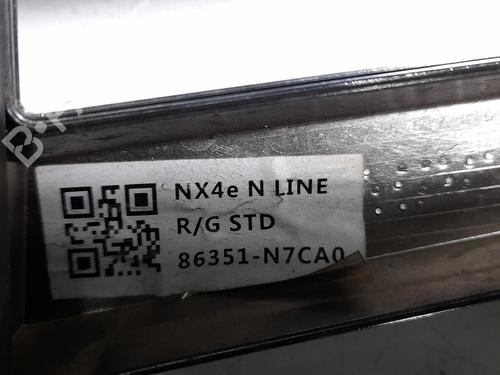 NX4e N LINE
R/G STD
86351-N7CA0